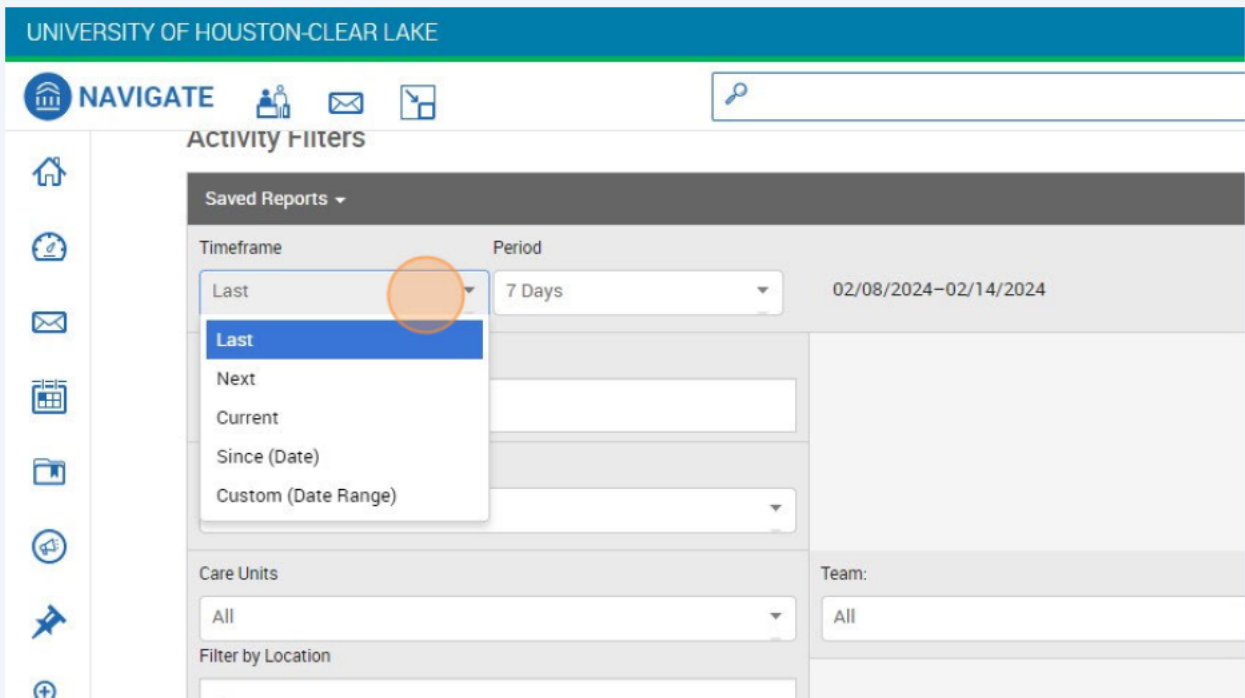 UNIVERSITY OF HOUSTON-CLEAR LAKE
NAVIGATE
Activity Filters
Saved Reports
Timeframe Period
Last 7 Days 02/08/2024–02/14/2024
Last
Next
Current
Since (Date)
Custom (Date Range)
Care Units Team:
All All
Filter by Location